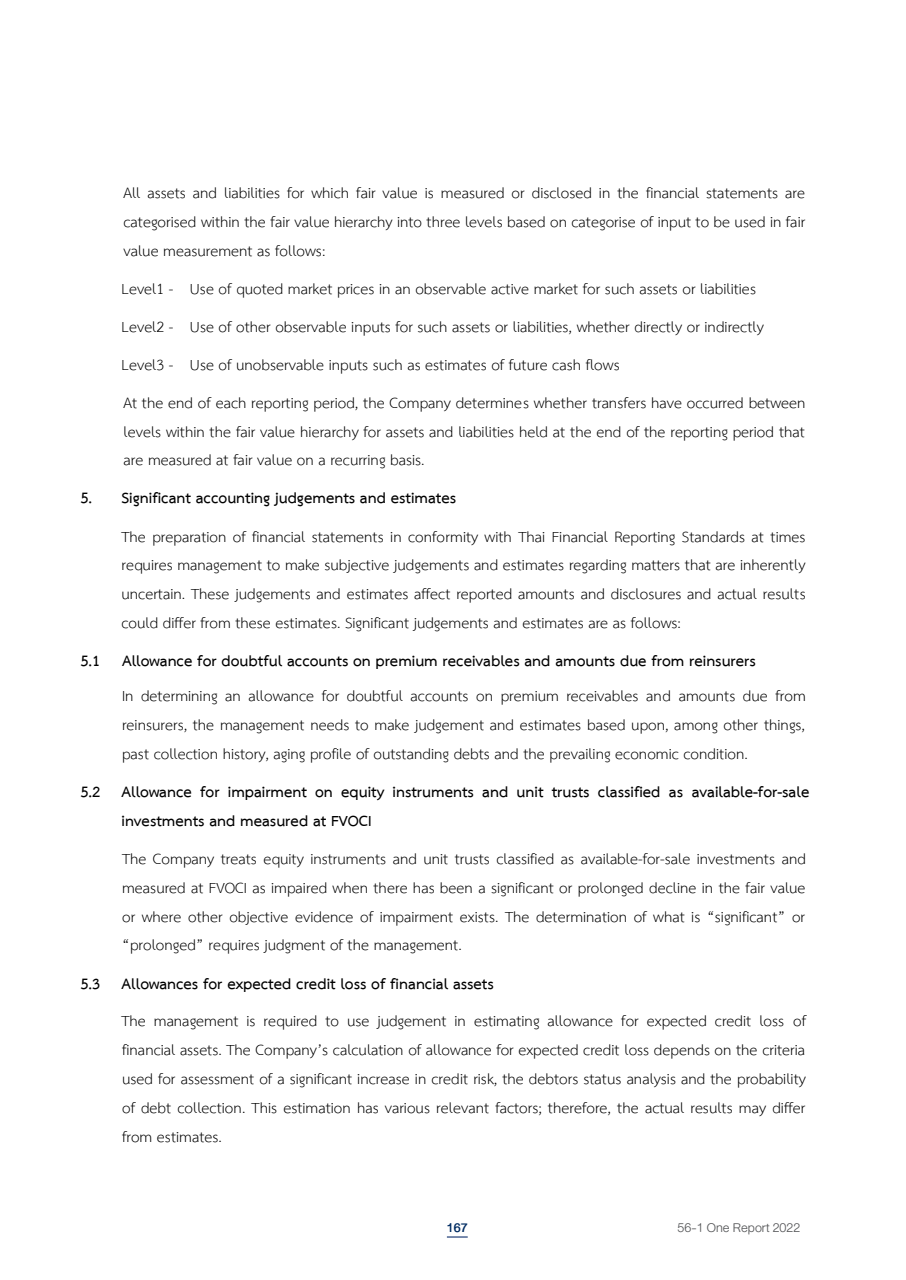 All assets and liabilities for which fair value is measured or disclosed in the financial statements are
categorised within the fair value hierarchy into three levels based on categorise of input to be used in fair
value measurement as follows:
Level1 - Use of quoted market prices in an observable active market for such assets or liabilities
Level2 - Use of other observable inputs for such assets or liabilities, whether directly or indirectly
Level3 - Use of unobservable inputs such as estimates of future cash flows
At the end of each reporting period, the Company determines whether transfers have occurred between
levels within the fair value hierarchy for assets and liabilities held at the end of the reporting period that
are measured at fair value on a recurring basis.
5. Significant accounting judgements and estimates
The preparation of financial statements in conformity with Thai Financial Reporting Standards at times
requires management to make subjective judgements and estimates regarding matters that are inherently
uncertain. These judgements and estimates affect reported amounts and disclosures and actual results
could differ from these estimates. Significant judgements and estimates are as follows:
5.1 Allowance for doubtful accounts on premium receivables and amounts due from reinsurers
In determining an allowance for doubtful accounts on premium receivables and amounts due from
reinsurers, the management needs to make judgement and estimates based upon, among other things,
past collection history, aging profile of outstanding debts and the prevailing economic condition.
5.2 Allowance for impairment on equity instruments and unit trusts classified as available-for-sale
investments and measured at FVOCI
The Company treats equity instruments and unit trusts classified as available-for-sale investments and
measured at FVOCI as impaired when there has been a significant or prolonged decline in the fair value
or where other objective evidence of impairment exists. The determination of what is “significant” or
“prolonged” requires judgment of the management.
5.3 Allowances for expected credit loss of financial assets
The management is required to use judgement in estimating allowance for expected credit loss of
financial assets. The Company’s calculation of allowance for expected credit loss depends on the criteria
used for assessment of a significant increase in credit risk, the debtors status analysis and the probability
of debt collection. This estimation has various relevant factors; therefore, the actual results may differ
from estimates.
167
56-1 One Report 2022